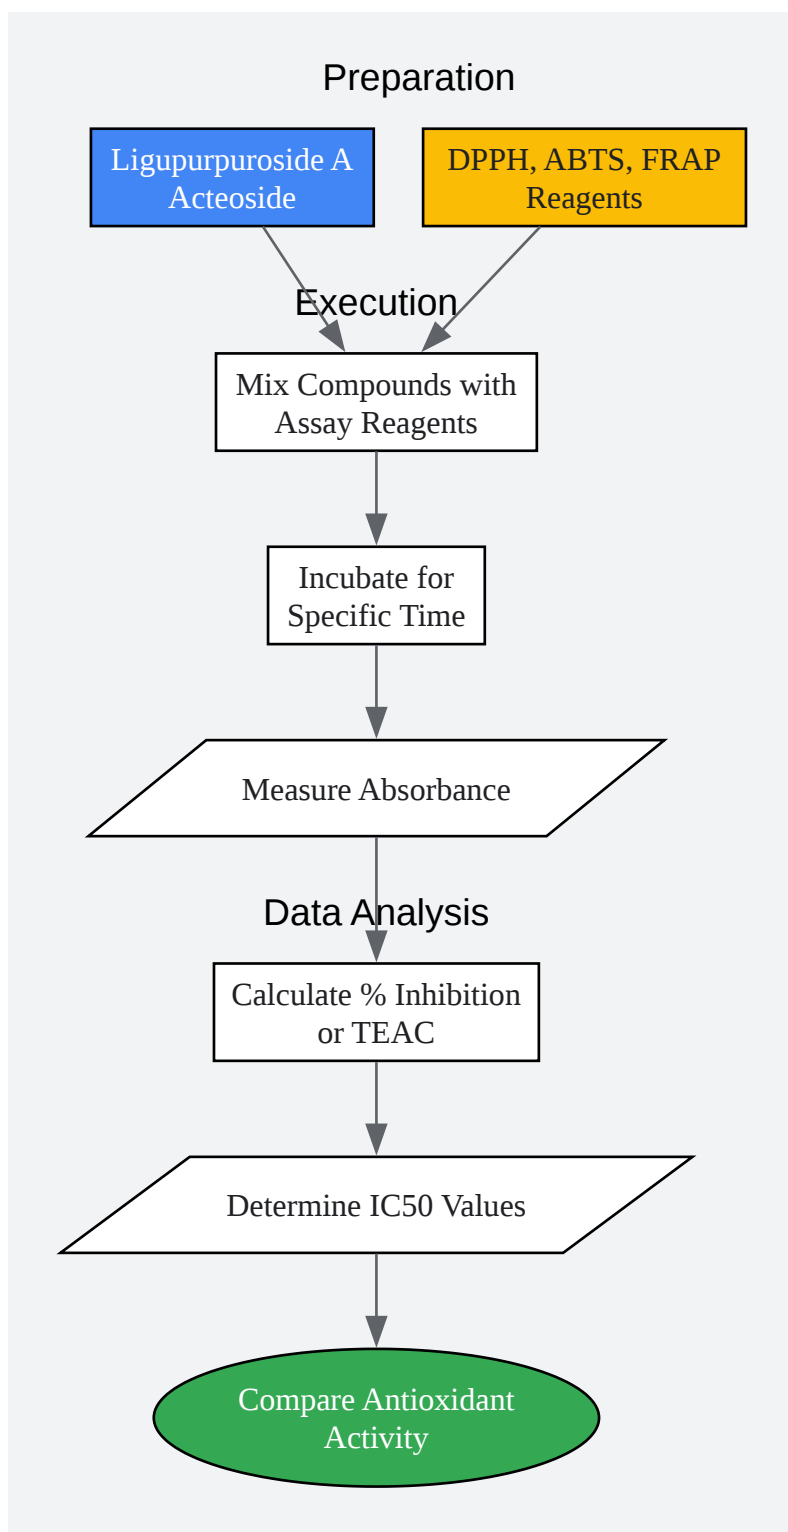 Preparation
Ligupurpuroside A
Acteoside
DPPH, ABTS, FRAP
Reagents
Execution
Mix Compounds with
Assay Reagents
Incubate for
Specific Time
Measure Absorbance
Data Analysis
Calculate % Inhibition
or TEAC
Determine IC50 Values
Compare Antioxidant
Activity